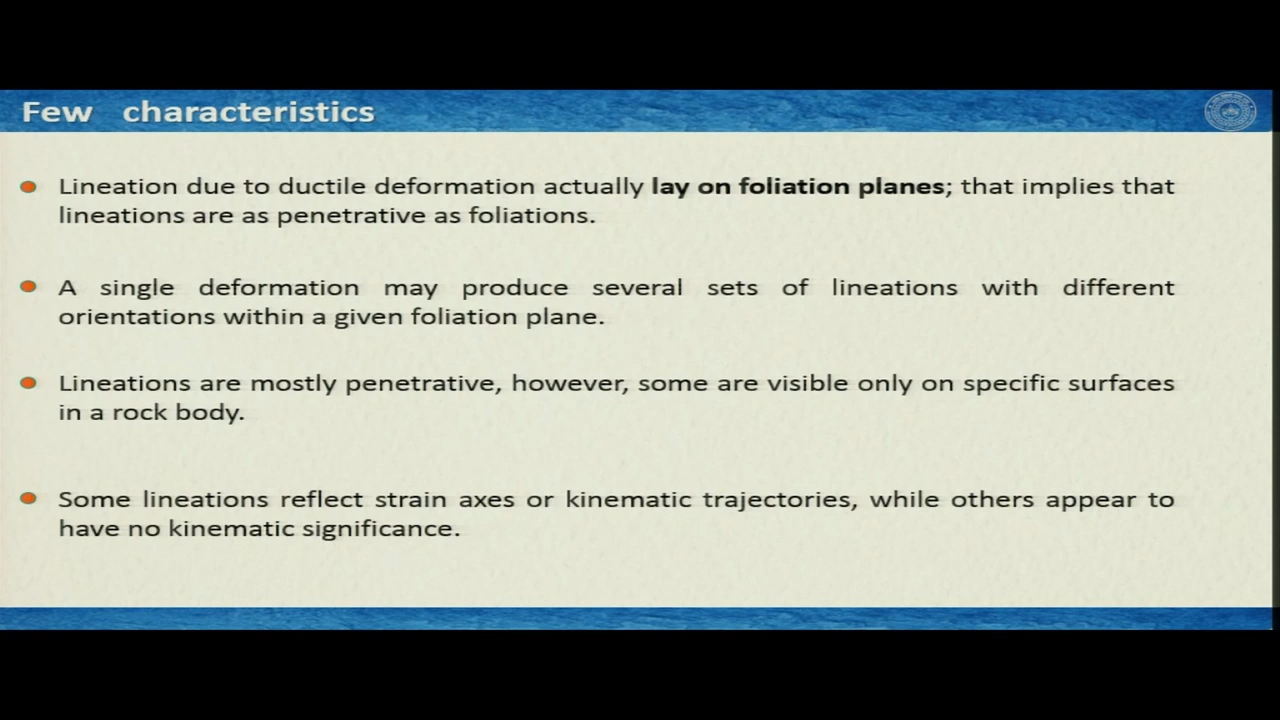 Few characteristics
Lineation due to ductile deformation actually lay on foliation planes; that implies that
lineations are as penetrative as foliations.
A single deformation may produce several sets of lineations with different
orientations within a given foliation plane.
Lineations are mostly penetrative, however, some are visible only on specific surfaces
in a rock body.
Some lineations reflect strain axes or kinematic trajectories, while others appear to
have no kinematic significance.